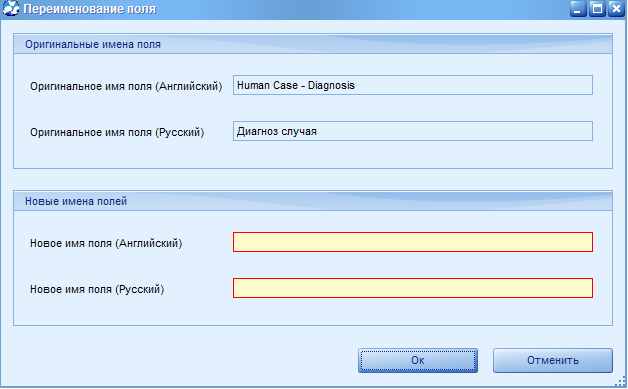 Переименование поля
Оригинальные имена поля
Оригинальное имя поля (Английский) Human Case - Diagnosis
Оригинальное имя поля (Русский) Диагноз случая
Новые имена полей
Новое имя поля (Английский)
Новое имя поля (Русский)
Ок Отменить